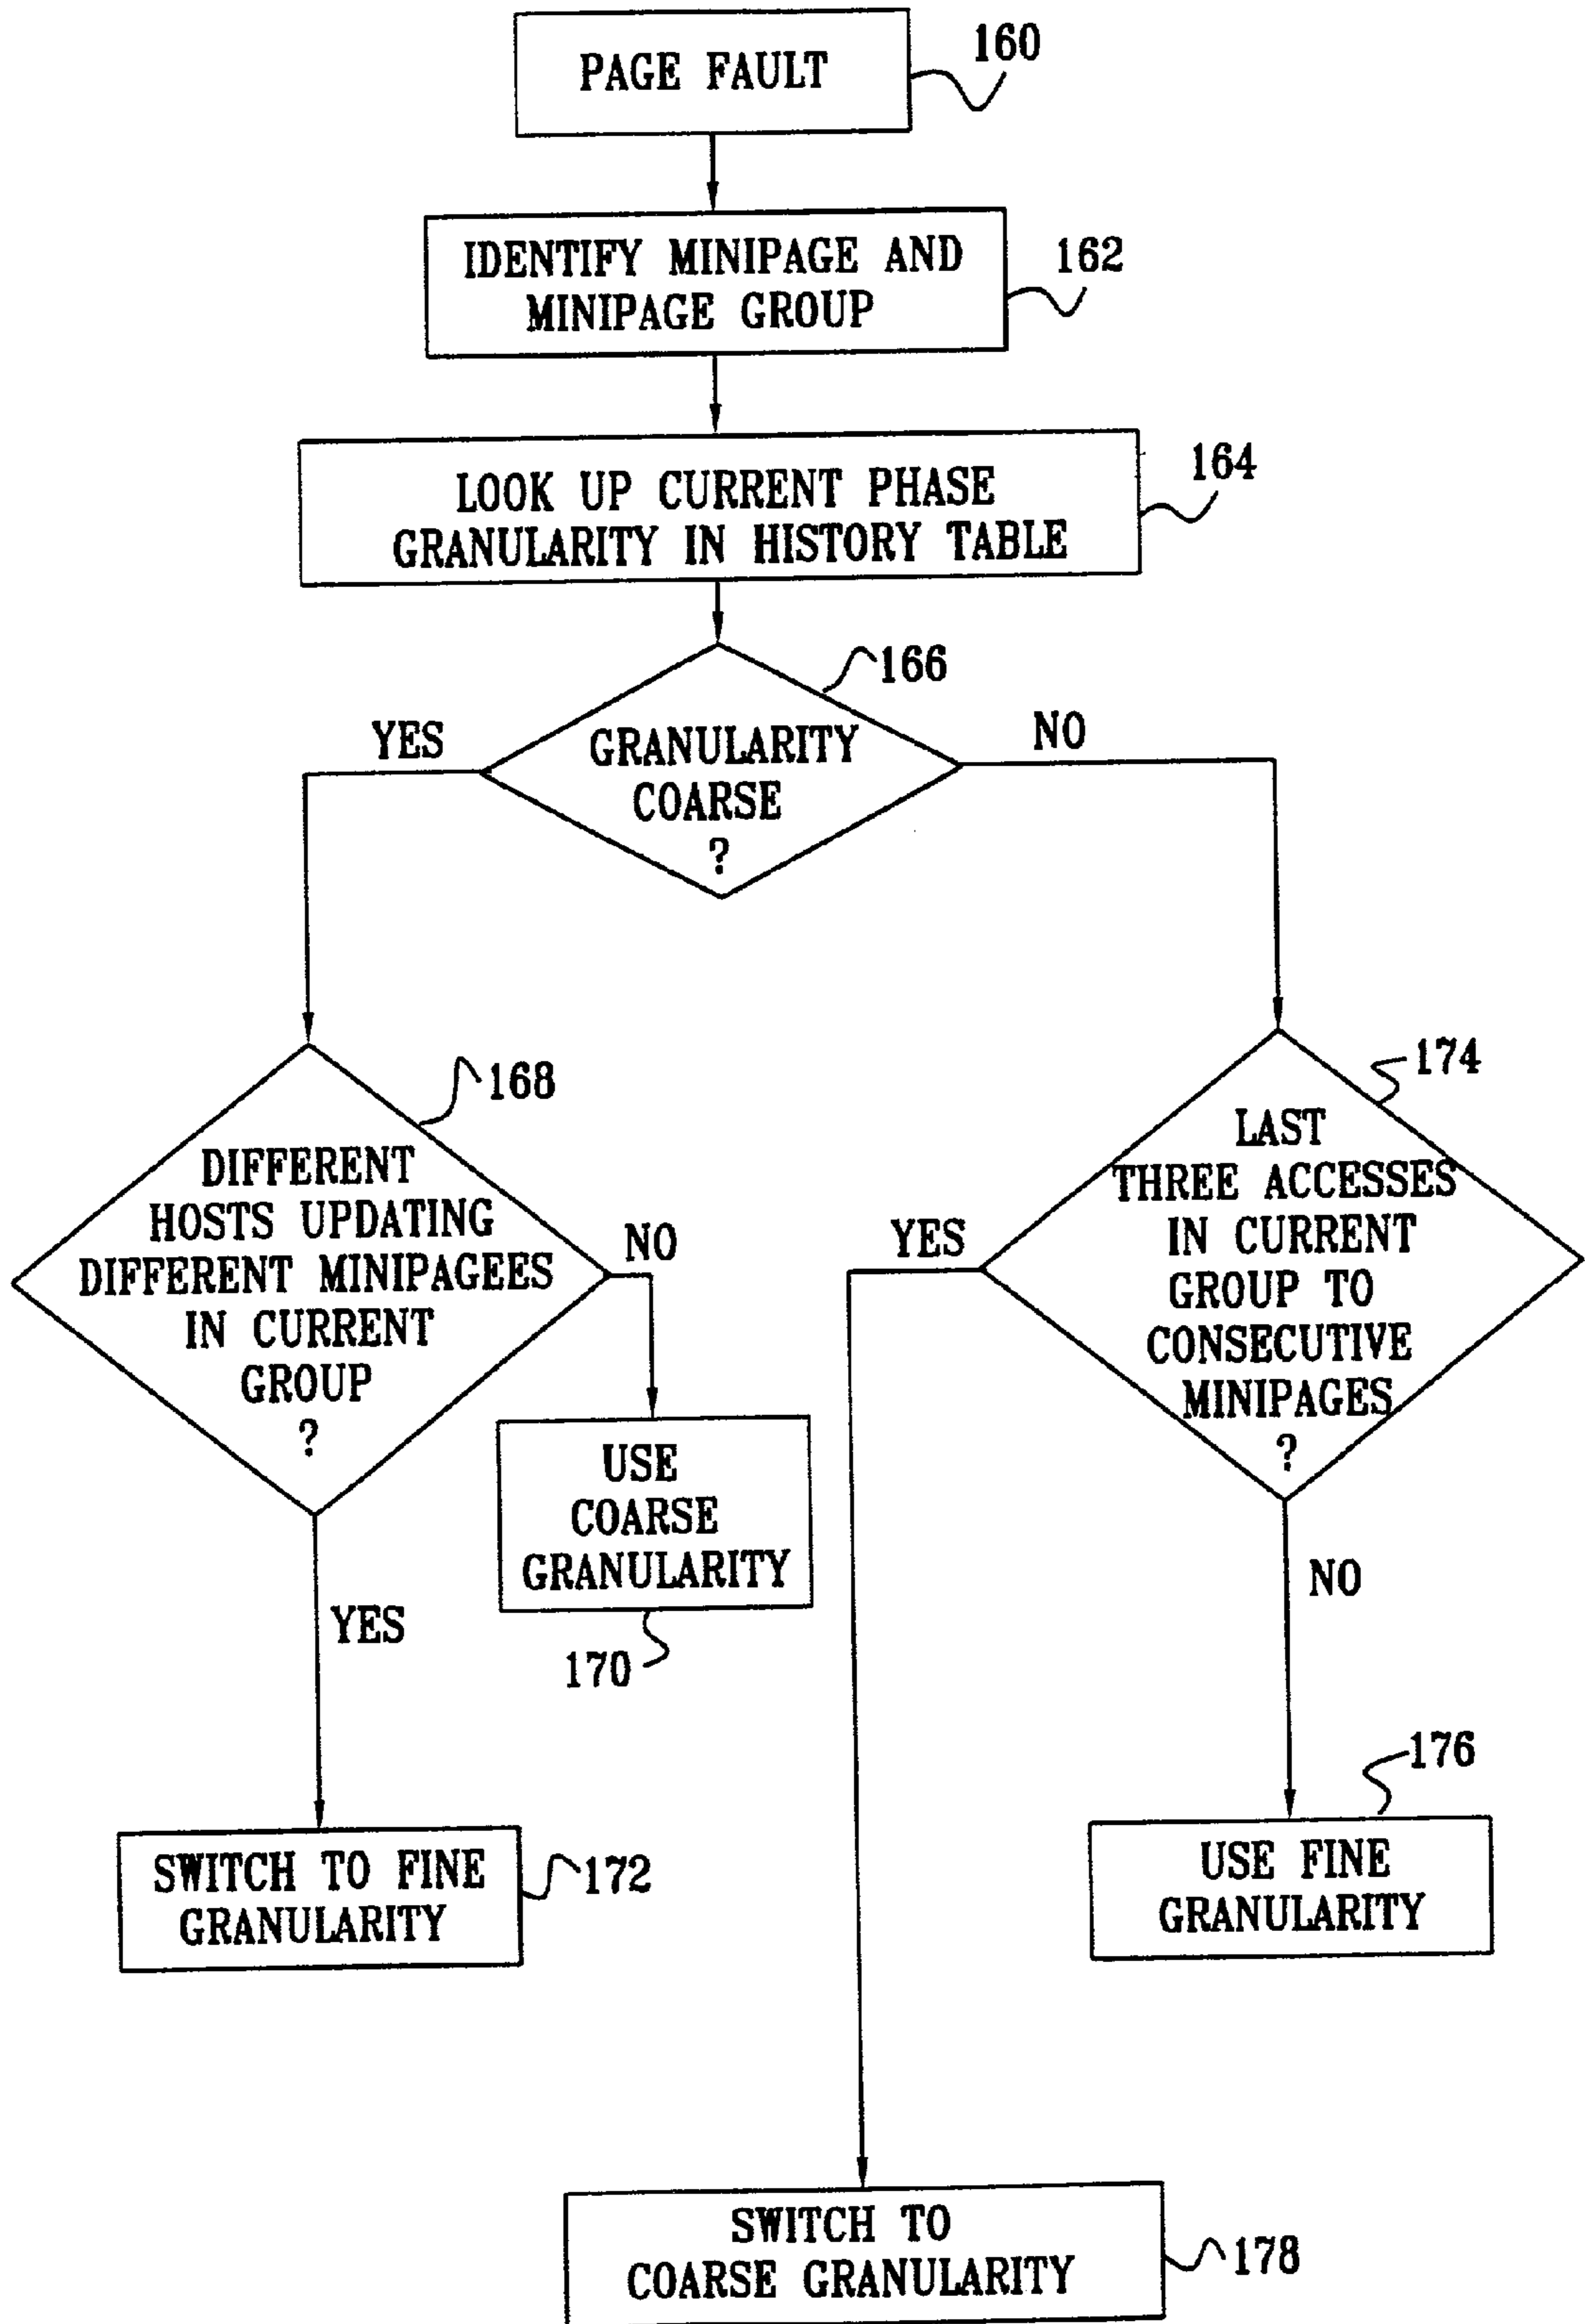 PAGE FAULT
160
IDENTIFY MINIPAGE AND
MINIPAGE GROUP
162
LOOK UP CURRENT PHASE
GRANULARITY IN HISTORY TABLE
164
166
GRANULARITY
COARSE
?
YES
NO
168
DIFFERENT
HOSTS UPDATING
DIFFERENT MINIPAGEES
IN CURRENT
GROUP
?
NO
YES
USE
COARSE
GRANULARITY
170
SWITCH TO FINE
GRANULARITY
172
174
LAST
THREE ACCESSES
IN CURRENT
GROUP TO
CONSECUTIVE
MINIPAGES
?
YES
NO
176
USE FINE
GRANULARITY
SWITCH TO
COARSE GRANULARITY
178